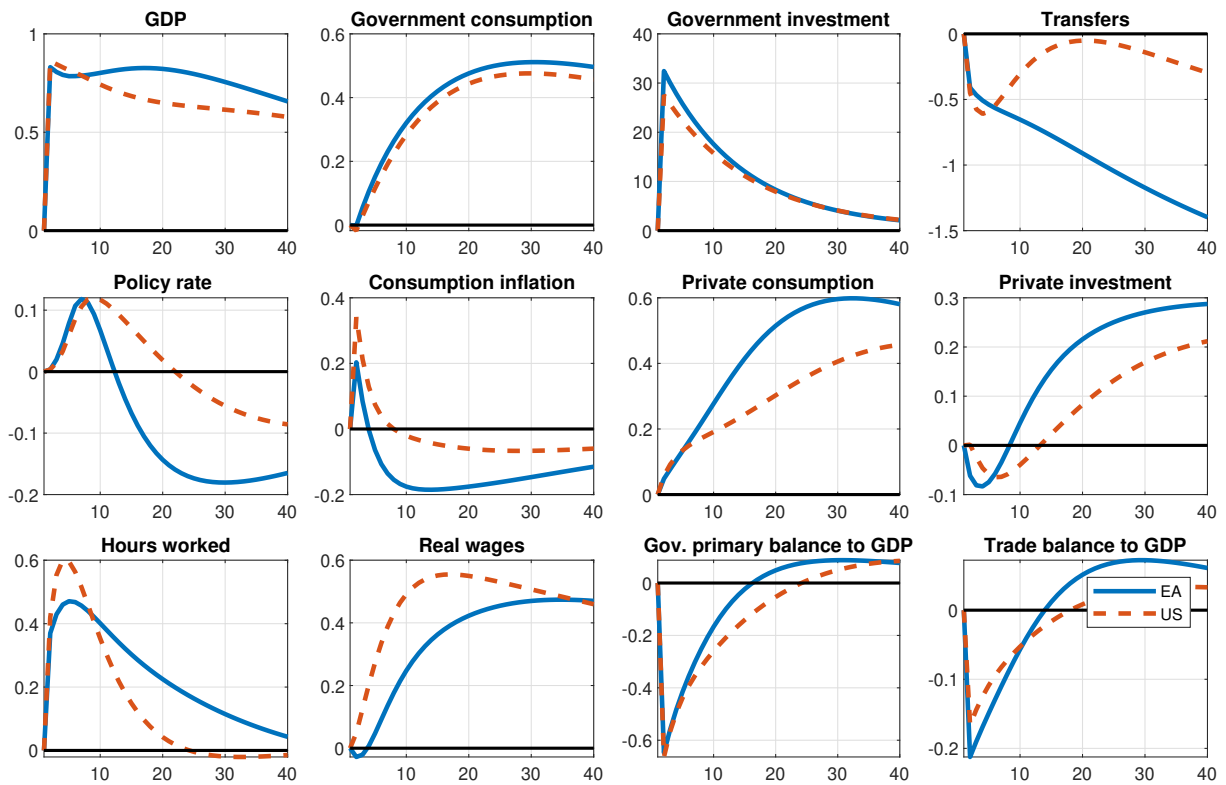 GDP
1
0.5
0
10 20 30 40
Government consumption
0.6
0.4
0.2
0
10 20 30 40
Government investment
40
30
20
10
0
10 20 30 40
Transfers
0
-0.5
-1
-1.5
10 20 30 40
Policy rate
0.1
0
-0.1
-0.2
10 20 30 40
Consumption inflation
0.4
0.2
0
-0.2
10 20 30 40
Private consumption
0.6
0.4
0.2
0
10 20 30 40
Private investment
0.3
0.2
0.1
0
-0.1
10 20 30 40
Hours worked
0.6
0.4
0.2
0
10 20 30 40
Real wages
0.6
0.4
0.2
0
10 20 30 40
Gov. primary balance to GDP
0
-0.2
-0.4
-0.6
10 20 30 40
Trade balance to GDP
0
-0.1
-0.2
10 20 30 40
EA
US